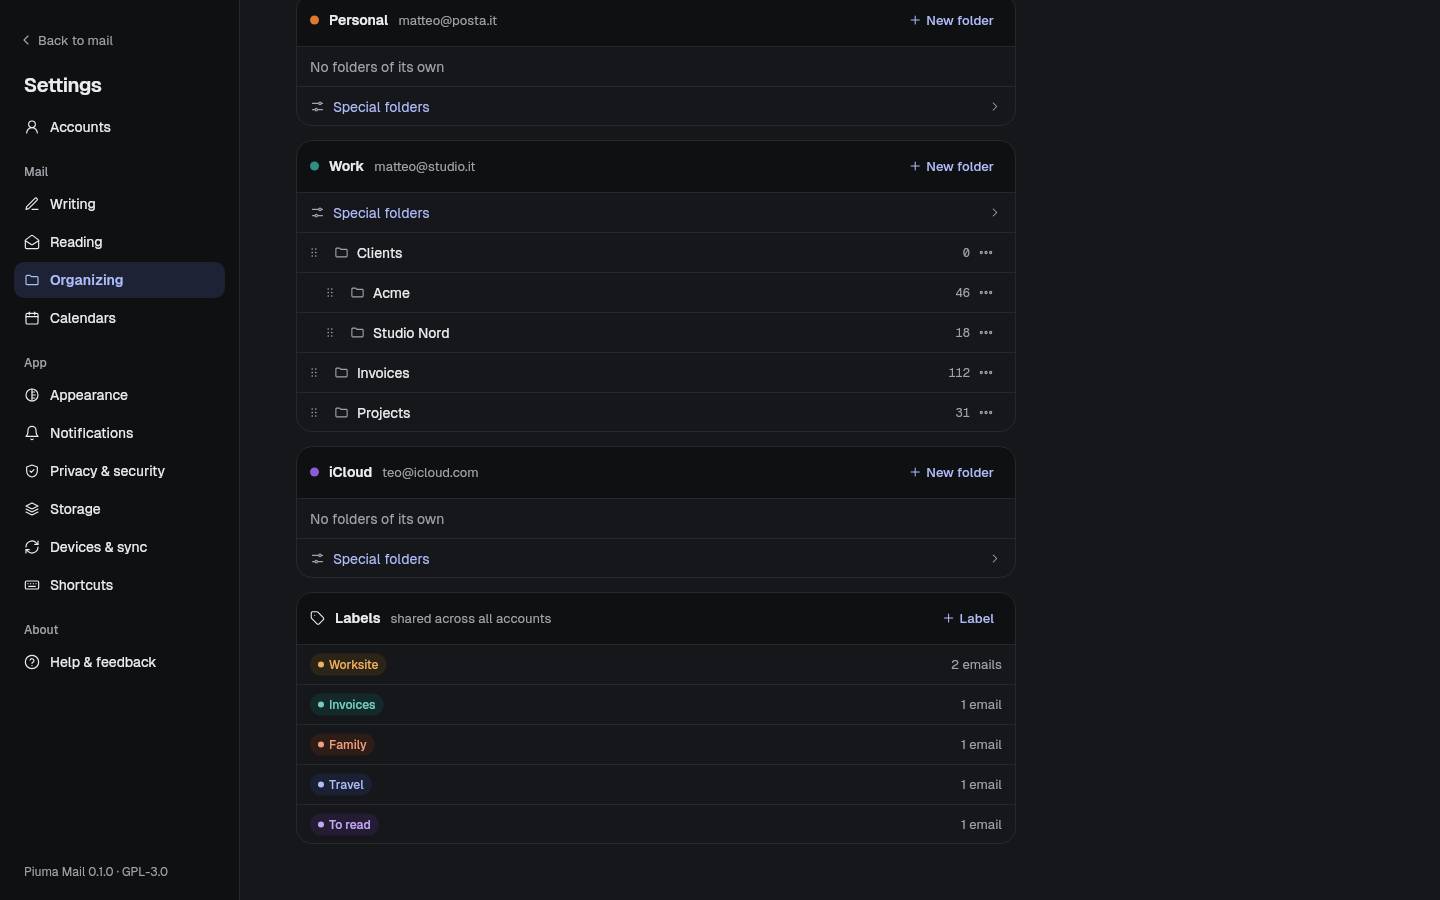 Back to mail
Settings
Accounts
Mail
Writing
Reading
Organizing
Calendars
App
Appearance
Notifications
Privacy & security
Storage
Devices & sync
Shortcuts
About
Help & feedback
Piuma Mail 0.1.0 · GPL-3.0
Personal matteo@posta.it New folder
No folders of its own
Special folders
Work matteo@studio.it New folder
Special folders
Clients 0
Acme 46
Studio Nord 18
Invoices 112
Projects 31
iCloud teo@icloud.com New folder
No folders of its own
Special folders
Labels shared across all accounts Label
Worksite 2 emails
Invoices 1 email
Family 1 email
Travel 1 email
To read 1 email